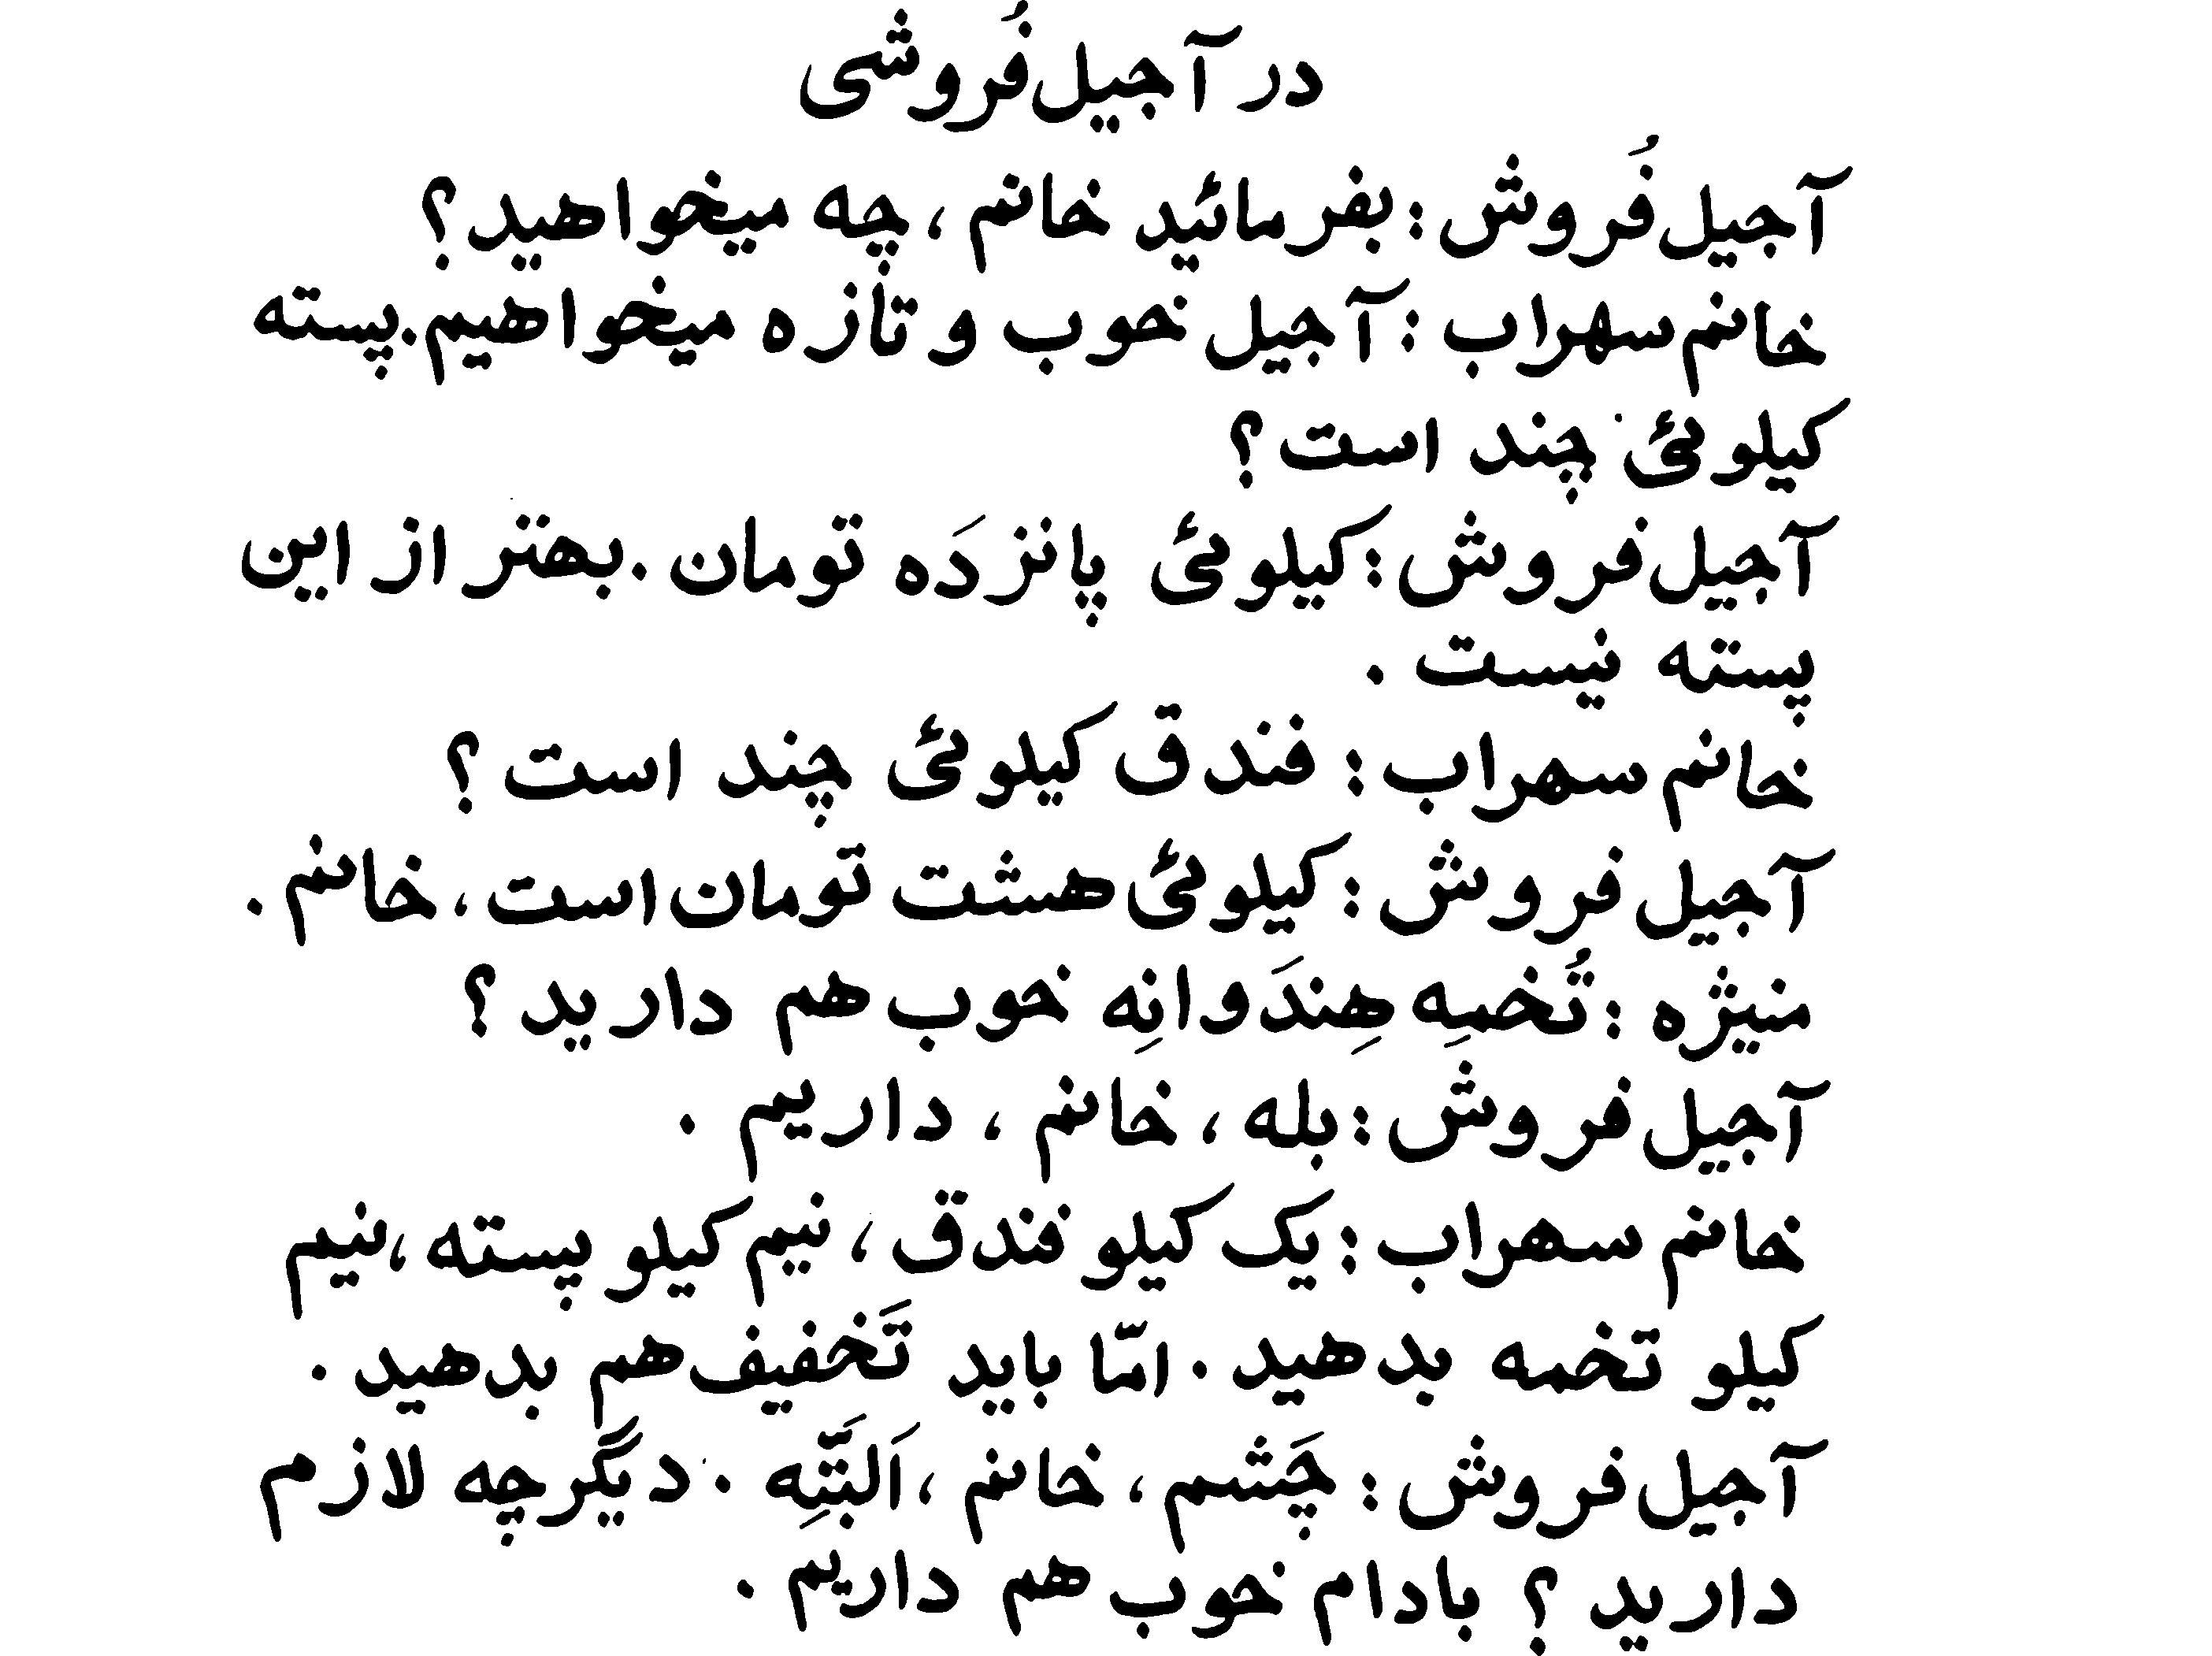 در آجیل‌فُروشی
آجیل‌فُروش: بفرمائید خانم، چه میخواهید؟
خانم سهراب: آجیل خوب و تازه میخواهیم. پسته
کیلوئی چند است؟
آجیل‌فروش: کیلوئی پانزدَه تومان. بهتر از این
پسته نیست.
خانم سهراب: فندق کیلوئی چند است؟
آجیل‌فروش: کیلوئی هشت تومان است، خانم.
منیژه: تُخمِه هِندَوانِه خوب هم دارید؟
آجیل‌فروش: بله، خانم، داریم.
خانم سهراب: یک کیلو فندق، نیم کیلو پسته، نیم
کیلو تخمه بدهید. امّا باید تَخفیف هم بدهید.
آجیل‌فروش: چَشم، خانم، اَلبَتِّه. دیگر چه لازم
دارید؟ بادام خوب هم داریم.